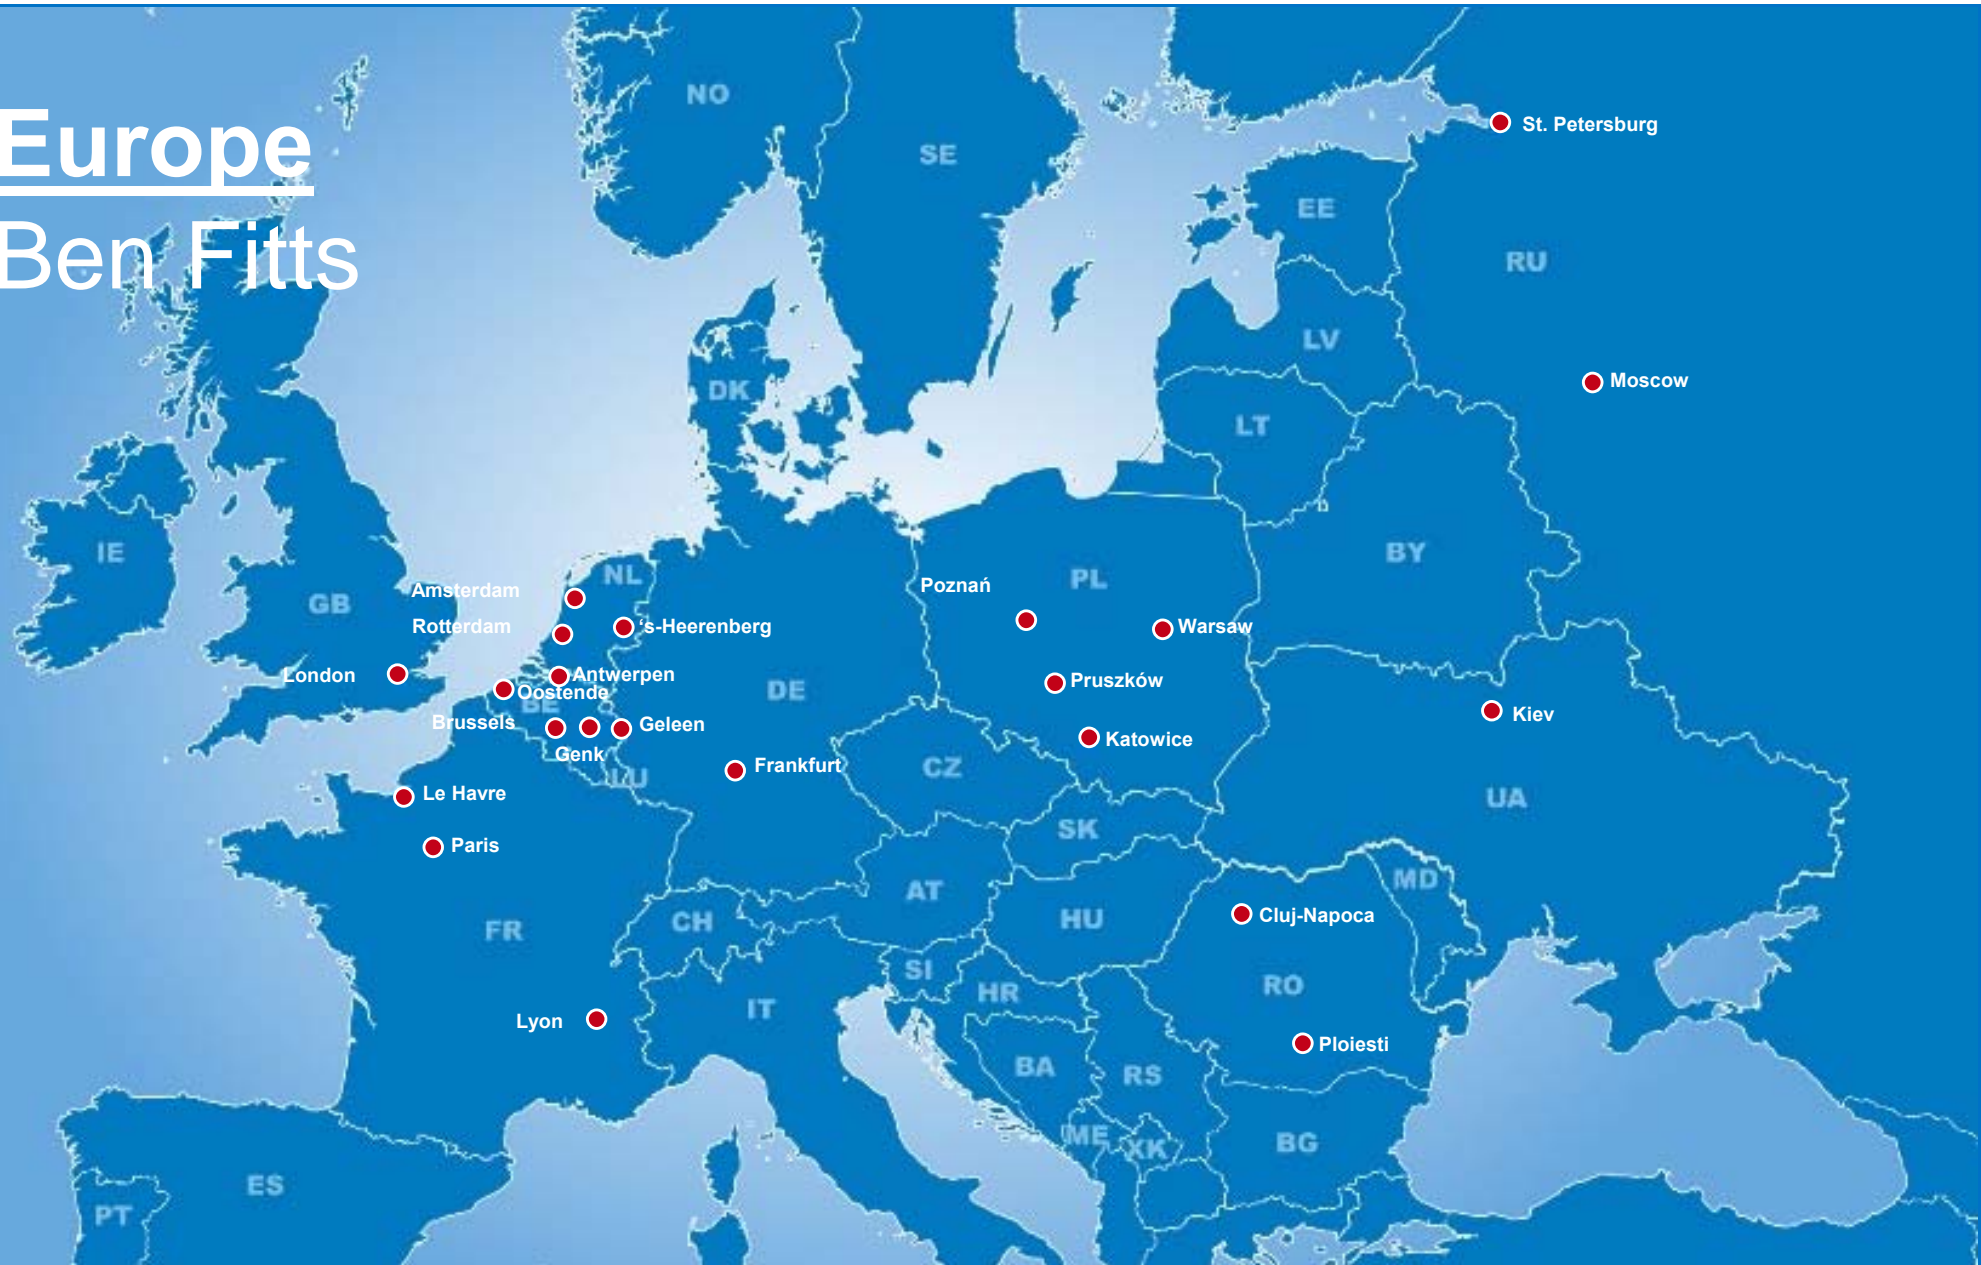 Europe
Ben Fitts
NO
SE
St. Petersburg
EE
RU
LV
Moscow
DK
LT
IE
BY
GB
NL
Amsterdam
Poznań
PL
Rotterdam
's-Heerenberg
Warsaw
London
Antwerpen
Oostende
DE
Pruszków
BE
Brussels
Geleen
Kiev
Genk
Katowice
Frankfurt
CZ
LU
Le Havre
UA
SK
Paris
MD
AT
CH
HU
Cluj-Napoca
FR
SI
HR
RO
IT
Lyon
Ploiesti
BA
RS
ME
XK
BG
ES
PT